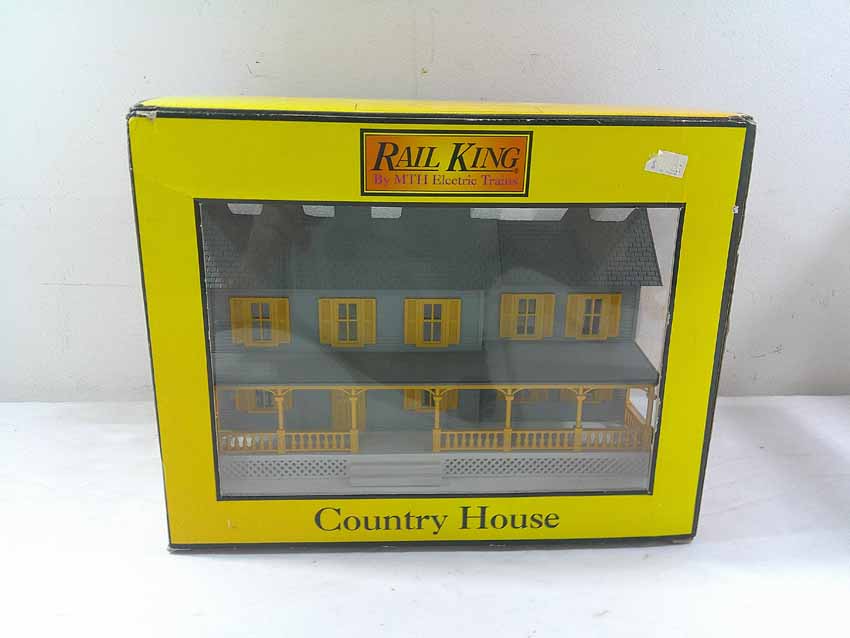 RAIL KING®
By MTH Electric Trains
Country House